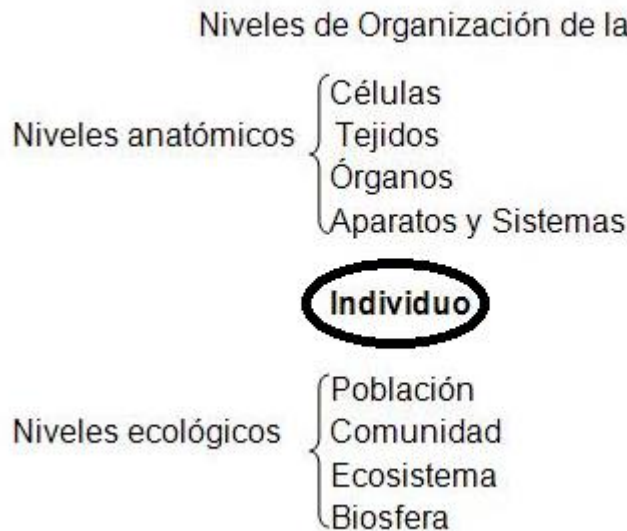 Niveles de Organización de la
Células
Niveles anatómicos
Tejidos
Órganos
Aparatos y Sistemas
Individuo
Población
Niveles ecológicos
Comunidad
Ecosistema
Biosfera